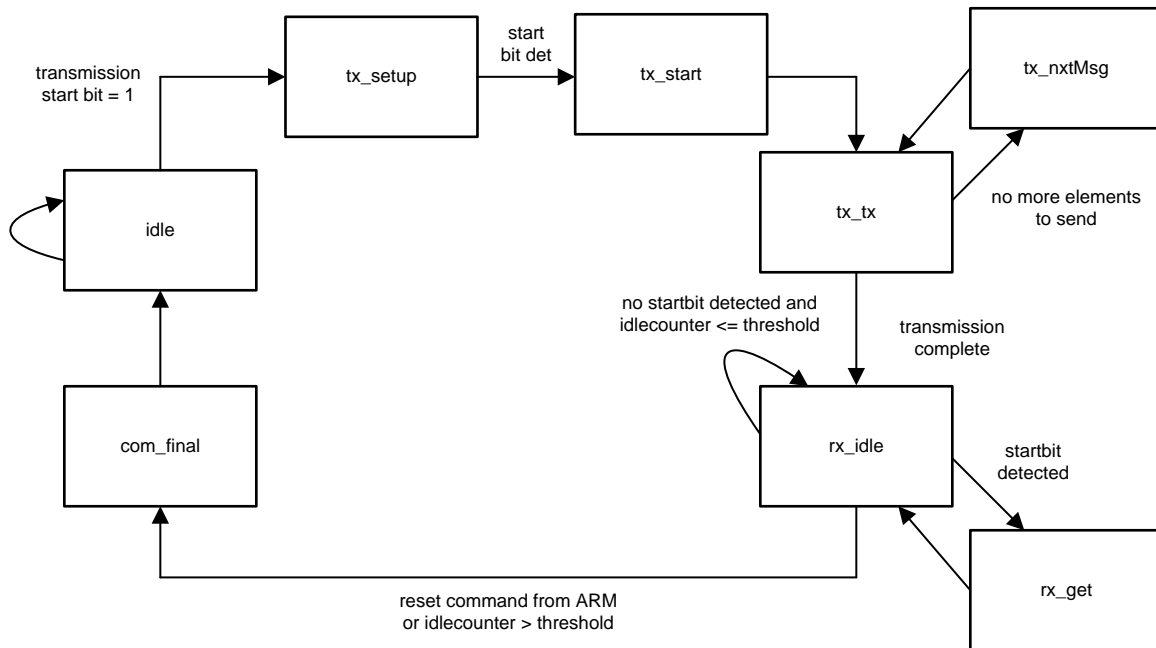 start
bit det
tx_setup
tx_start
tx_nxtMsg
transmission
start bit = 1
idle
tx_tx
no more elements
to send
no startbit detected and
idlecounter <= threshold
transmission
complete
com_final
rx_idle
startbit
detected
rx_get
reset command from ARM
or idlecounter > threshold